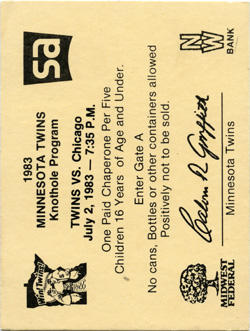 sa
NW
BANK
1983
MINNESOTA TWINS
Knothole Program
TWINS VS. Chicago
July 2, 1983 — 7:35 P.M.
One Paid Chaperone Per Five
Children 16 Years of Age and Under.
Enter Gate A
No cans, Bottles or other containers allowed
Positively not to be sold.
Calvin R. Griffith
Minnesota Twins
Win! Twins!
MIDWEST
FEDERAL